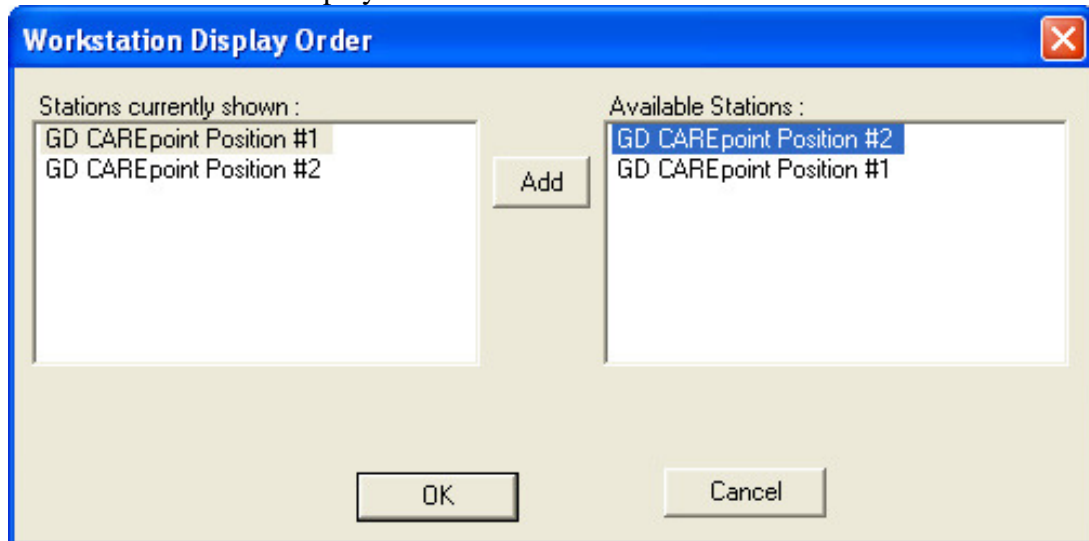 Workstation Display Order
Stations currently shown :
GD CAREpoint Position #1
GD CAREpoint Position #2
Add
Available Stations :
GD CAREpoint Position #2
GD CAREpoint Position #1
OK
Cancel